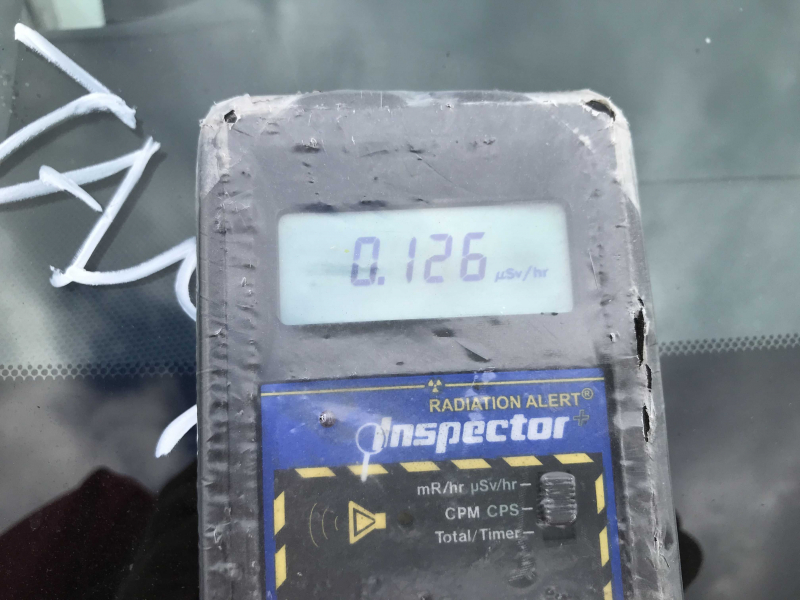 0.126 µSv/hr
RADIATION ALERT®
Inspector+
mR/hr µSv/hr
CPM CPS
Total/Timer